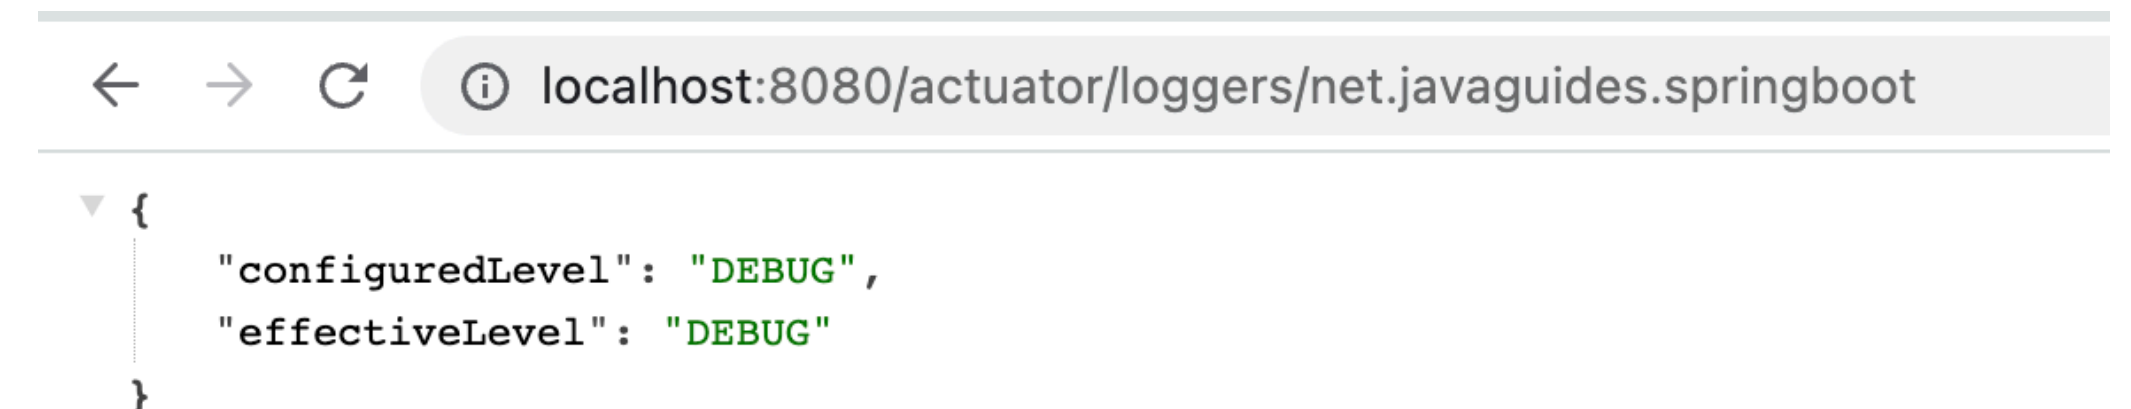 localhost:8080/actuator/loggers/net.javaguides.springboot
{
"configuredLevel": "DEBUG",
"effectiveLevel": "DEBUG"
}